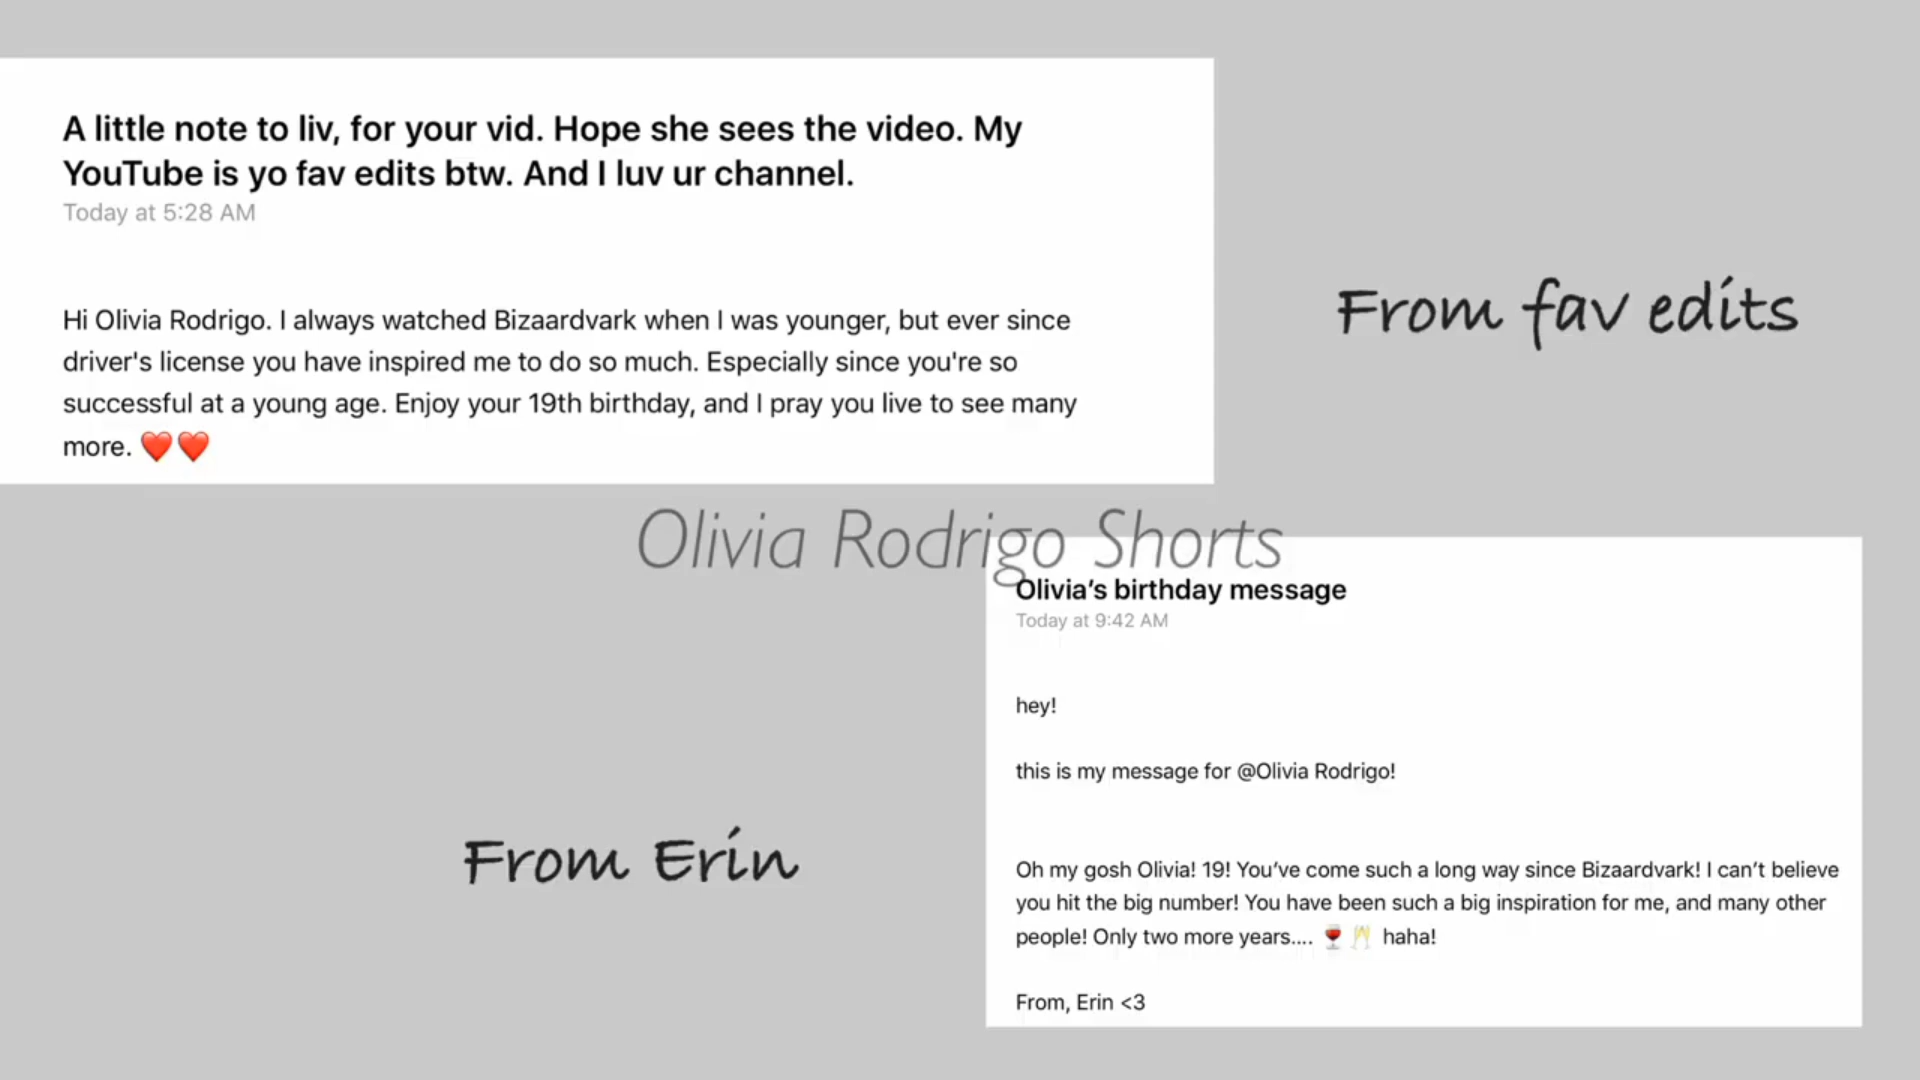 A little note to liv, for your vid. Hope she sees the video. My
YouTube is yo fav edits btw. And I luv ur channel.
Today at 5:28 AM
Hi Olivia Rodrigo. I always watched Bizaardvark when I was younger, but ever since
driver's license you have inspired me to do so much. Especially since you're so
successful at a young age. Enjoy your 19th birthday, and I pray you live to see many
more. ❤️❤️
From fav edits
Olivia Rodrigo Shorts
Olivia’s birthday message
Today at 9:42 AM
hey!
this is my message for @Olivia Rodrigo!
Oh my gosh Olivia! 19! You’ve come such a long way since Bizaardvark! I can’t believe
you hit the big number! You have been such a big inspiration for me, and many other
people! Only two more years.... 🍷🥂 haha!
From, Erin <3
From Erin